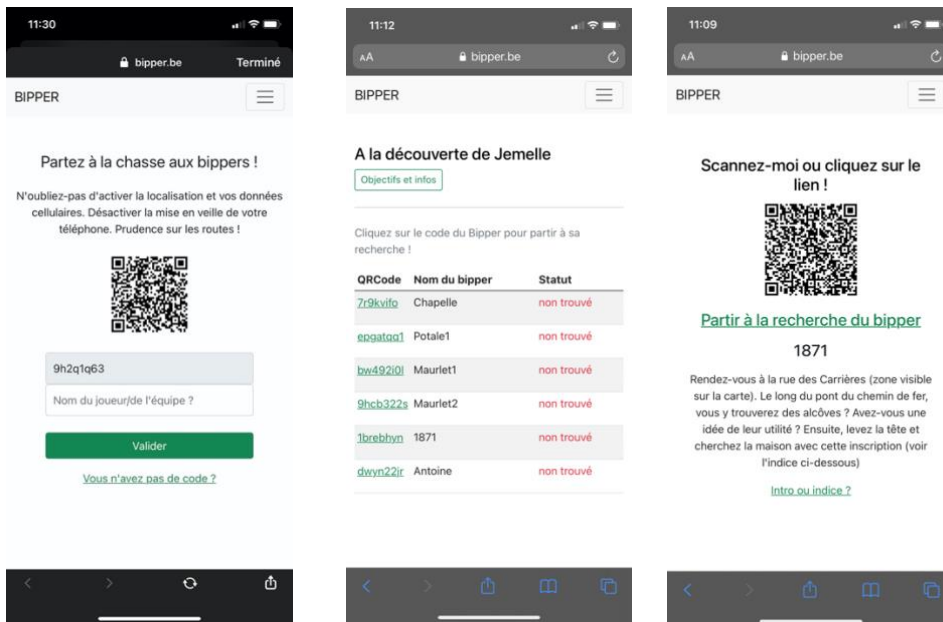 11:30
bipper.be
Terminé
BIPPER
Partez à la chasse aux bippers !
N'oubliez-pas d'activer la localisation et vos données
cellulaires. Désactiver la mise en veille de votre
téléphone. Prudence sur les routes !
9h2q1q63
Nom du joueur/de l'équipe ?
Valider
Vous n'avez pas de code ?
11:12
AA
bipper.be
BIPPER
A la découverte de Jemelle
Objectifs et infos
Cliquez sur le code du Bipper pour partir à sa
recherche !
QRCode Nom du bipper Statut
7r9kvifo Chapelle non trouvé
epgatqq1 Potale1 non trouvé
bw492i0l Maurlet1 non trouvé
9hcb322s Maurlet2 non trouvé
1brebhyn 1871 non trouvé
dwyn22ir Antoine non trouvé
11:09
AA
bipper.be
BIPPER
Scannez-moi ou cliquez sur le
lien !
Partir à la recherche du bipper
1871
Rendez-vous à la rue des Carrières (zone visible
sur la carte). Le long du pont du chemin de fer,
vous y trouverez des alcôves ? Avez-vous une
idée de leur utilité ? Ensuite, levez la tête et
cherchez la maison avec cette inscription (voir
l'indice ci-dessous)
Intro ou indice ?